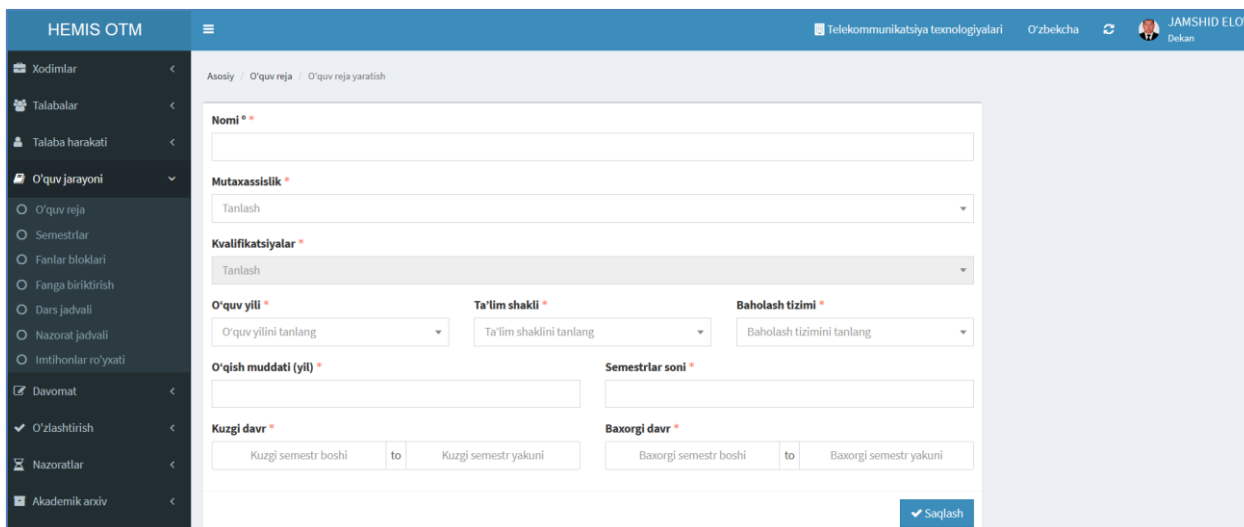 HEMIS OTM
Telekommunikatsiya texnologiyalari O'zbekcha JAMSHID ELO
Dekan
Xodimlar
Talabalar
Talaba harakati
O'quv jarayoni
O'quv reja
Semestrlar
Fanlar bloklari
Fanga biriktirish
Dars jadvali
Nazorat jadvali
Imtihonlar ro'yxati
Davomat
O'zlashtirish
Nazoratlar
Akademik arxiv
Asosiy / O'quv reja / O'quv reja yaratish
Nomi º *
Mutaxassislik *
Tanlash
Kvalifikatsiyalar *
Tanlash
O'quv yili * Ta'lim shakli * Baholash tizimi *
O'quv yilini tanlang Ta'lim shaklini tanlang Baholash tizimini tanlang
O'qish muddati (yil) * Semestrlar soni *
Kuzgi davr * Baxorgi davr *
Kuzgi semestr boshi to Kuzgi semestr yakuni Baxorgi semestr boshi to Baxorgi semestr yakuni
Saqlash